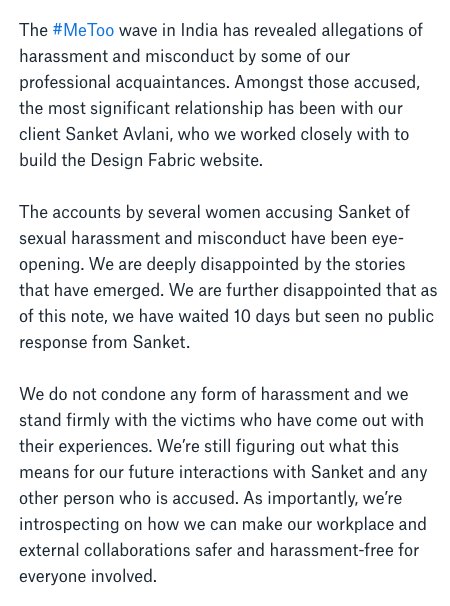 The #MeToo wave in India has revealed allegations of
harassment and misconduct by some of our
professional acquaintances. Amongst those accused,
the most significant relationship has been with our
client Sanket Avlani, who we worked closely with to
build the Design Fabric website.
The accounts by several women accusing Sanket of
sexual harassment and misconduct have been eye-
opening. We are deeply disappointed by the stories
that have emerged. We are further disappointed that as
of this note, we have waited 10 days but seen no public
response from Sanket.
We do not condone any form of harassment and we
stand firmly with the victims who have come out with
their experiences. We’re still figuring out what this
means for our future interactions with Sanket and any
other person who is accused. As importantly, we’re
introspecting on how we can make our workplace and
external collaborations safer and harassment-free for
everyone involved.